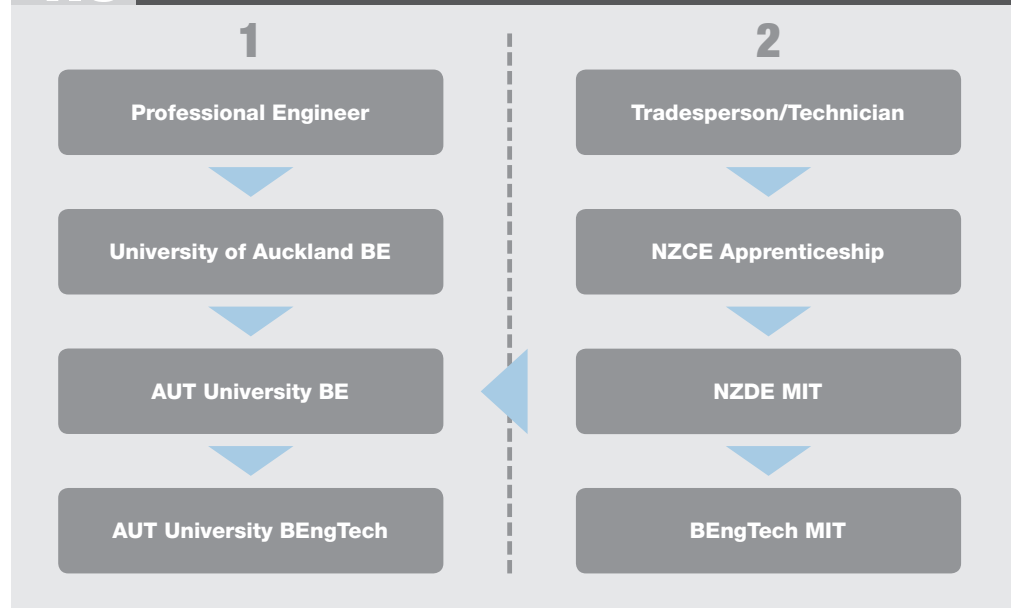 1
Professional Engineer
University of Auckland BE
AUT University BE
AUT University BEngTech
2
Tradesperson/Technician
NZCE Apprenticeship
NZDE MIT
BEngTech MIT